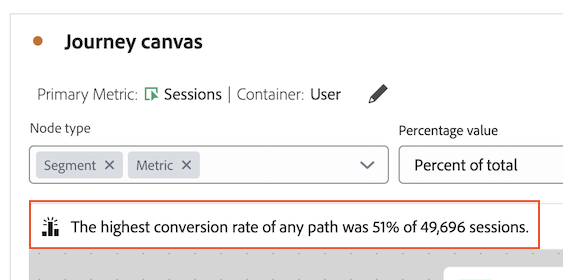 Journey canvas
Primary Metric: Sessions | Container: User
Node type
Percentage value
Segment × Metric ×
Percent of total
The highest conversion rate of any path was 51% of 49,696 sessions.